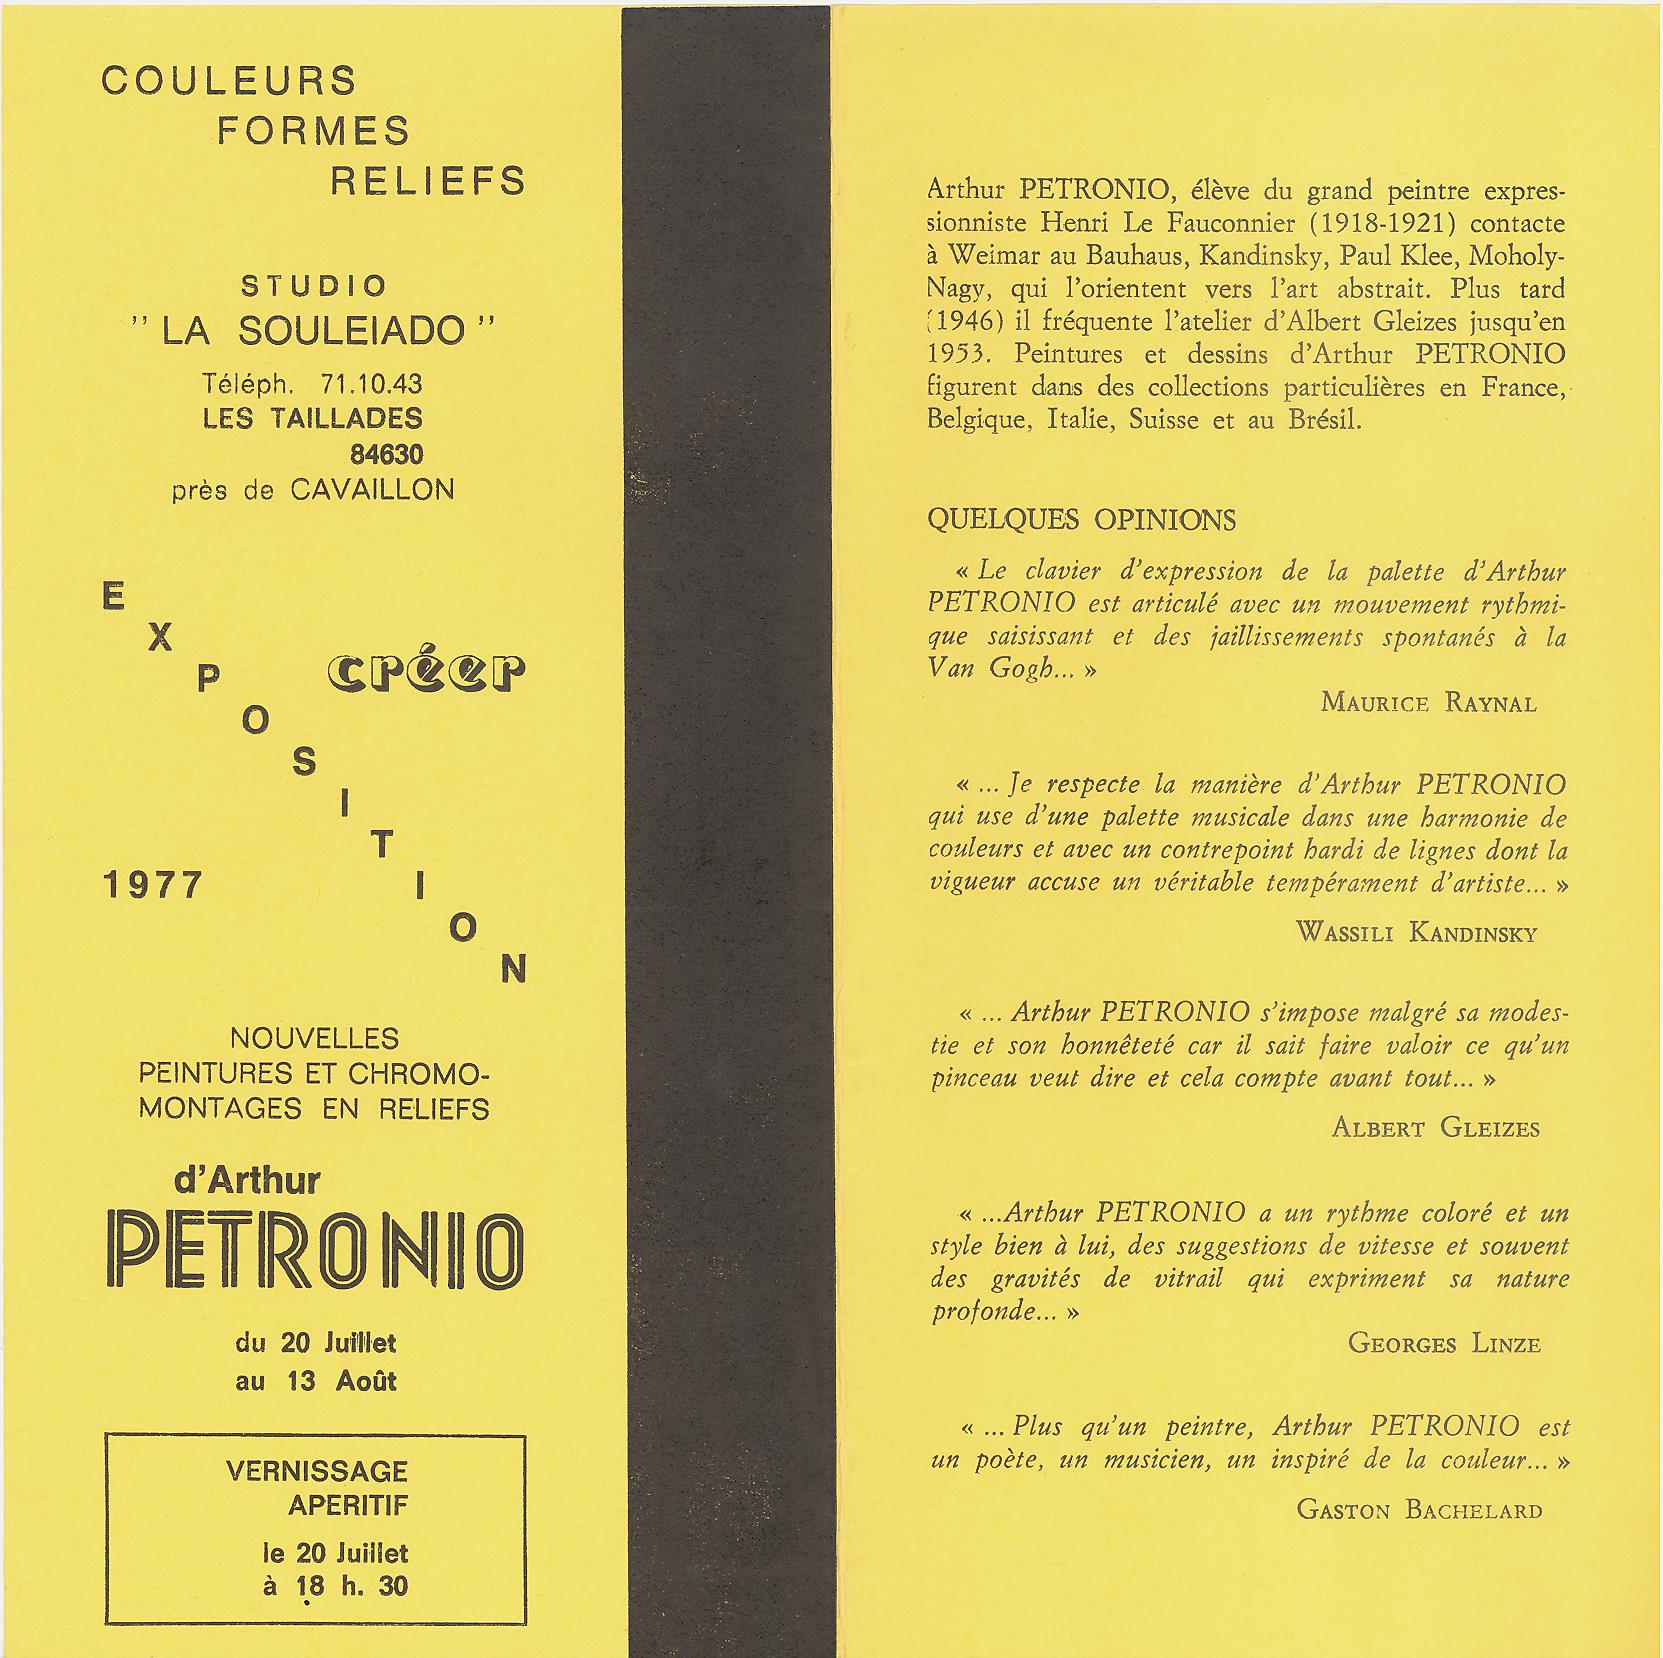 COULEURS
FORMES
RELIEFS
STUDIO
" LA SOULEIADO "
Téléph. 71.10.43
LES TAILLADES
84630
près de CAVAILLON
EXPOSITION
créer
1977
NOUVELLES
PEINTURES ET CHROMO-
MONTAGES EN RELIEFS
d'Arthur
PETRONIO
du 20 Juillet
au 13 Août
VERNISSAGE
APERITIF
le 20 Juillet
à 18 h. 30
Arthur PETRONIO, élève du grand peintre expres-
sionniste Henri Le Fauconnier (1918-1921) contacte
à Weimar au Bauhaus, Kandinsky, Paul Klee, Moholy-
Nagy, qui l'orientent vers l'art abstrait. Plus tard
(1946) il fréquente l'atelier d'Albert Gleizes jusqu'en
1953. Peintures et dessins d'Arthur PETRONIO
figurent dans des collections particulières en France,
Belgique, Italie, Suisse et au Brésil.
QUELQUES OPINIONS
« Le clavier d'expression de la palette d'Arthur
PETRONIO est articulé avec un mouvement rythmi-
que saisissant et des jaillissements spontanés à la
Van Gogh... »
MAURICE RAYNAL
« ... Je respecte la manière d'Arthur PETRONIO
qui use d'une palette musicale dans une harmonie de
couleurs et avec un contrepoint hardi de lignes dont la
vigueur accuse un véritable tempérament d'artiste... »
WASSILI KANDINSKY
« ... Arthur PETRONIO s'impose malgré sa modes-
tie et son honnêteté car il sait faire valoir ce qu'un
pinceau veut dire et cela compte avant tout... »
ALBERT GLEIZES
« ...Arthur PETRONIO a un rythme coloré et un
style bien à lui, des suggestions de vitesse et souvent
des gravités de vitrail qui expriment sa nature
profonde... »
GEORGES LINZE
« ... Plus qu'un peintre, Arthur PETRONIO est
un poète, un musicien, un inspiré de la couleur... »
GASTON BACHELARD